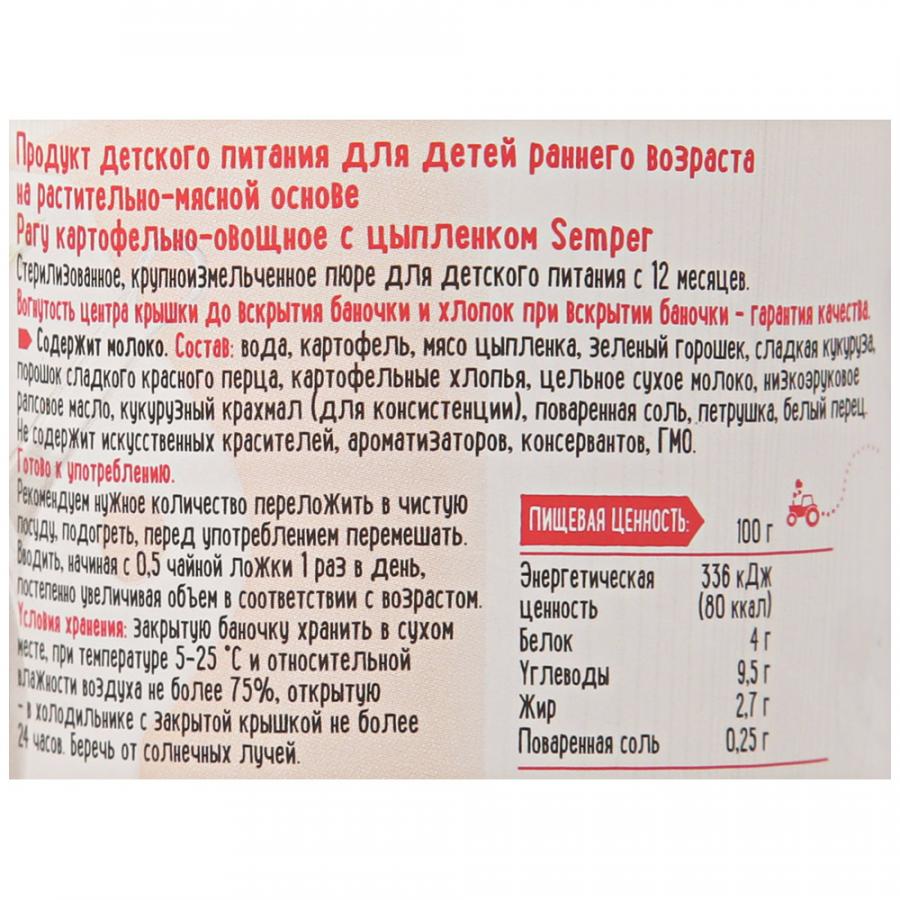 Продукт детского питания для детей раннего возраста
на растительно-мясной основе
Рагу картофельно-овощное с цыпленком Semper
Стерилизованное, крупноизмельченное пюре для детского питания с 12 месяцев.
Вогнутость центра крышки до вскрытия баночки и хлопок при вскрытии баночки - гарантия качества.
Содержит молоко. Состав: вода, картофель, мясо цыпленка, зеленый горошек, сладкая кукуруза,
порошок сладкого красного перца, картофельные хлопья, цельное сухое молоко, низкоэруковое
рапсовое масло, кукурузный крахмал (для консистенции), поваренная соль, петрушка, белый перец.
Не содержит искусственных красителей, ароматизаторов, консервантов, ГМО.
Готово к употреблению.
Рекомендуем нужное количество переложить в чистую
посуду, подогреть, перед употреблением перемешать.
Вводить, начиная с 0,5 чайной ложки 1 раз в день,
постепенно увеличивая объем в соответствии с возрастом.
Условия хранения: закрытую баночку хранить в сухом
месте, при температуре 5-25 °C и относительной
влажности воздуха не более 75%, открытую
- в холодильнике с закрытой крышкой не более
24 часов. Беречь от солнечных лучей.
ПИЩЕВАЯ ЦЕННОСТЬ: 100 г
Энергетическая 336 кДж
ценность (80 ккал)
Белок 4 г
Углеводы 9,5 г
Жир 2,7 г
Поваренная соль 0,25 г